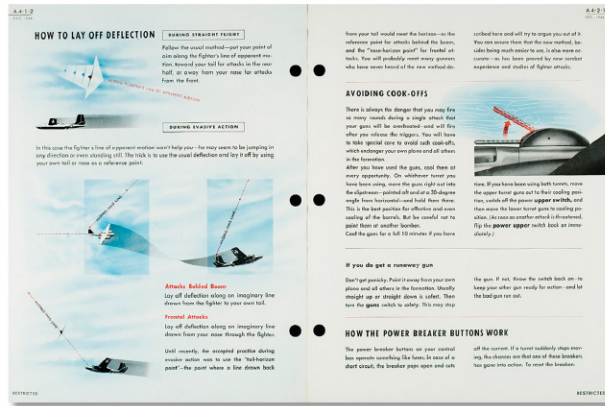 A4-1-2
DEC. 1944
HOW TO LAY OFF DEFLECTION
DURING STRAIGHT FLIGHT
Follow the usual method—put your point of
aim along the fighter's line of apparent mo-
tion, toward your tail for attacks in the rear
half, or away from your nose for attacks
from the front.
DURING EVASIVE ACTION
In this case the fighter's line of apparent motion won't help you—he may seem to be jumping in
any direction or even standing still. The trick is to use the usual deflection and lay it off by using
your own tail or nose as a reference point.
Attacks Behind Beam
Lay off deflection along an imaginary line
drawn from the fighter to your own tail.
Frontal Attacks
Lay off deflection along an imaginary line
drawn from your nose through the fighter.
Until recently, the accepted practice during
evasive action was to use the "tail-horizon
point"—the point where a line drawn back
RESTRICTED
A4-2-1
DEC. 1944
from your tail would meet the horizon—as the
reference point for attacks behind the beam,
and the "nose-horizon point" for frontal at-
tacks. You will probably meet many gunners
who have never heard of the new method de-
scribed here and will try to argue you out of it.
You can assure them that the new method, be-
sides being much easier to use, is also more ac-
curate—as has been proved by new combat
experience and studies of fighter attacks.
AVOIDING COOK-OFFS
There is always the danger that you may fire
so many rounds during a single attack that
your guns will be overheated—and will fire
after you release the triggers. You will have
to take special care to avoid such cook-offs,
which endanger your own plane and all others
in the formation.
After you have used the guns, cool them at
every opportunity. On whichever turret you
have been using, move the guns right out into
the slipstream—pointed aft and at a 30-degree
angle from horizontal—and hold them there.
This is the best position for effective and even
cooling of the barrels. But be careful not to
point them at another bomber.
Cool the guns for a full 10 minutes if you have
time. If you have been using both turrets, move
the upper turret guns out to their cooling posi-
tion, switch off the power upper switch, and
then move the lower turret guns to cooling po-
sition. (As soon as another attack is threatened,
flip the power upper switch back on imme-
diately.)
If you do get a runaway gun
Don't get panicky. Point it away from your own
plane and all others in the formation. Usually
straight up or straight down is safest. Then
turn the guns switch to safety. This may stop
the gun. If not, throw the switch back on—to
keep your other gun ready for action—and let
the bad gun run out.
HOW THE POWER BREAKER BUTTONS WORK
The power breaker buttons on your control
box operate something like fuses. In case of a
short circuit, the breaker pops open and cuts
off the current. If a turret suddenly stops mov-
ing, the chances are that one of these breakers
has gone into action. To reset the breaker,
RESTRICTED